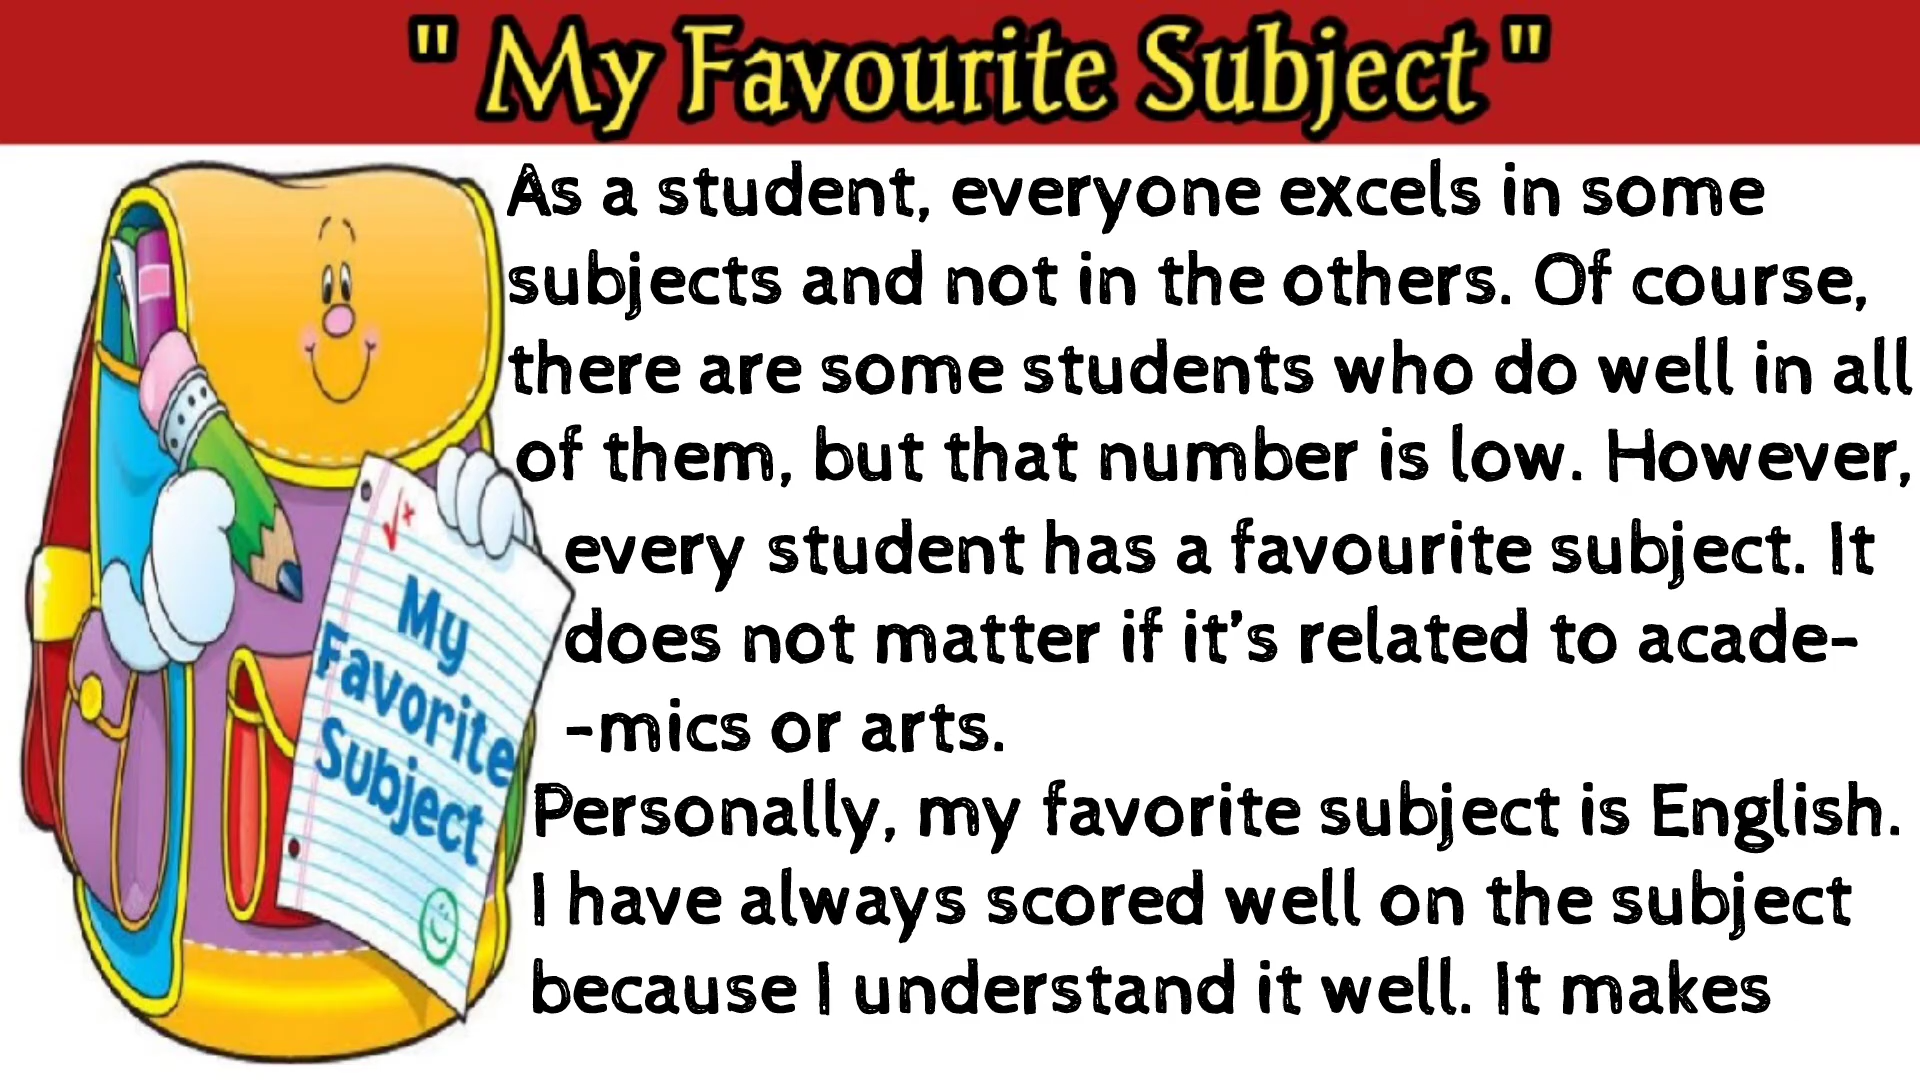 " My Favourite Subject "
As a student, everyone excels in some
subjects and not in the others. Of course,
there are some students who do well in all
of them, but that number is low. However,
every student has a favourite subject. It
does not matter if it's related to acade-
-mics or arts.
Personally, my favorite subject is English.
I have always scored well on the subject
because I understand it well. It makes
My
Favorite
Subject